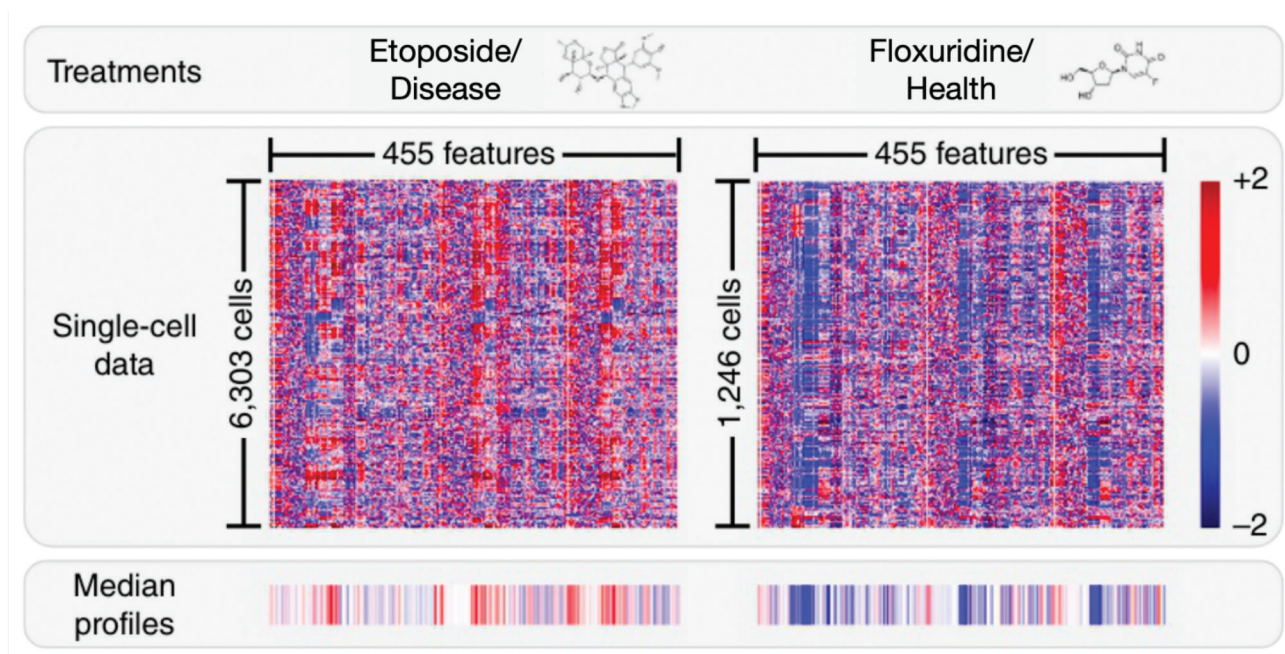 Treatments
Etoposide/
Disease
Floxuridine/
Health
455 features
455 features
Single-cell
data
6,303 cells
1,246 cells
+2
0
−2
Median
profiles